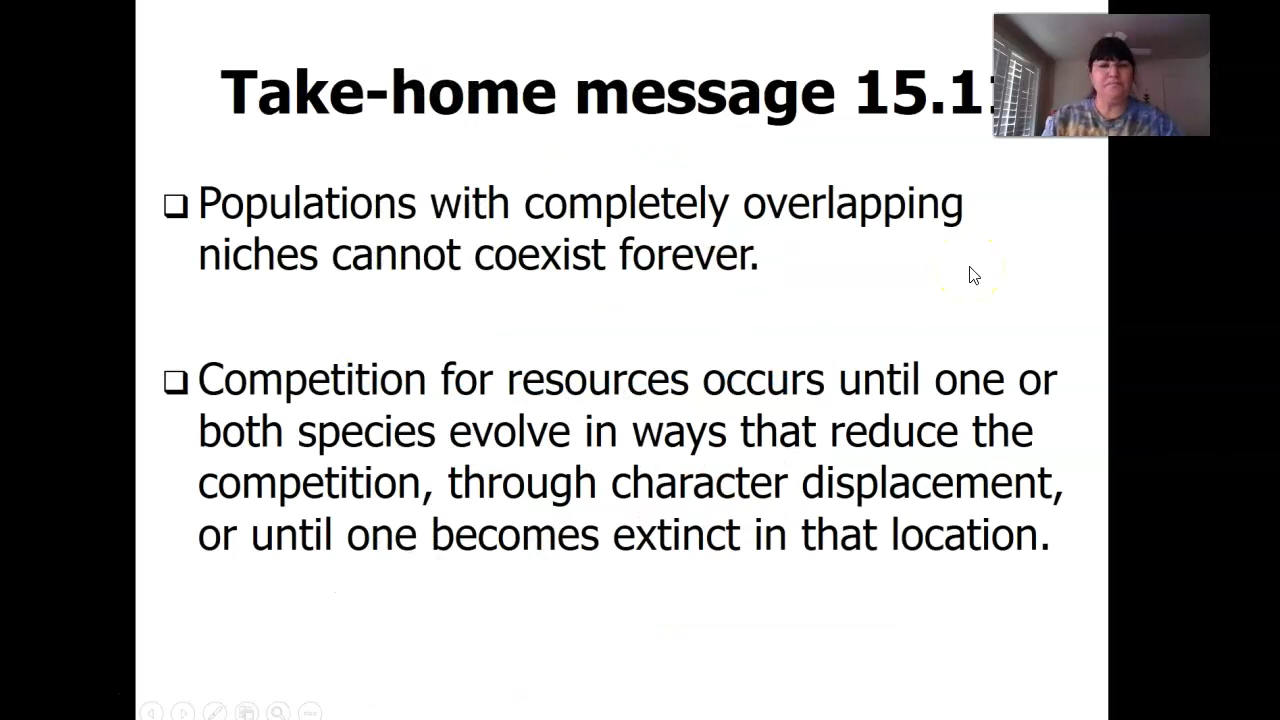 Take-home message
Populations with completely overlapping
niches cannot coexist forever.
Competition for resources occurs until one or
both species evolve in ways that reduce the
competition, through character displacement,
or until one becomes extinct in that location.